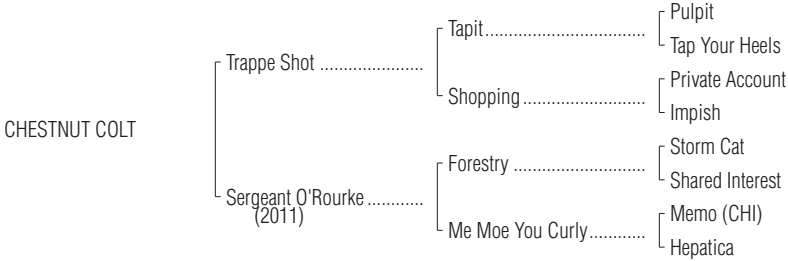 Pulpit
Tapit
Tap Your Heels
Trappe Shot
Private Account
Shopping
Impish
CHESTNUT COLT
Storm Cat
Forestry
Shared Interest
Sergeant O'Rourke
(2011)
Memo (CHI)
Me Moe You Curly
Hepatica